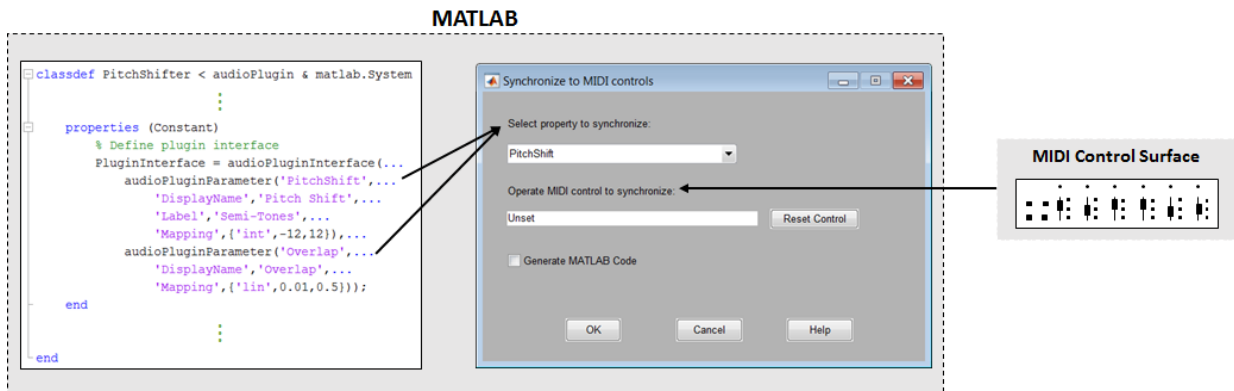 MATLAB
classdef PitchShifter < audioPlugin & matlab.System
properties (Constant)
% Define plugin interface
PluginInterface = audioPluginInterface(...
audioPluginParameter('PitchShift',...
'DisplayName','Pitch Shift',...
'Label','Semi-Tones',...
'Mapping',{'int',-12,12}),...
audioPluginParameter('Overlap',...
'DisplayName','Overlap',...
'Mapping',{'lin',0.01,0.5}));
end
end
Synchronize to MIDI controls
Select property to synchronize:
PitchShift
Operate MIDI control to synchronize:
Unset
Reset Control
Generate MATLAB Code
OK
Cancel
Help
MIDI Control Surface